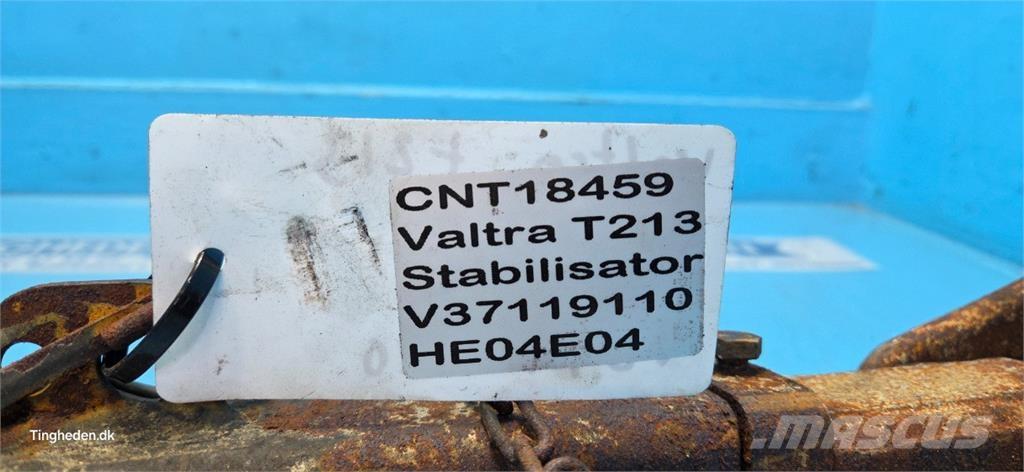 CNT18459
Valtra T213
Stabilisator
V37119110
HE04E04
Tingheden.dk
MASCUS